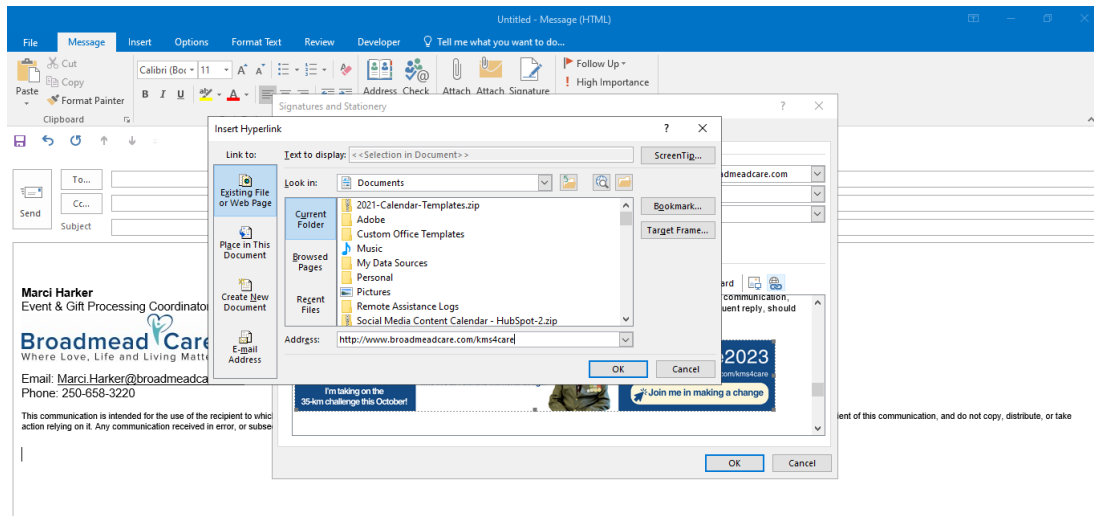 Untitled - Message (HTML)
File Message Insert Options Format Text Review Developer Tell me what you want to do...
Cut
Copy
Paste
Format Painter
Clipboard
Calibri (Boc 11
B I U
Address Check Attach Attach Signature
Follow Up
High Importance
Signatures and Stationery
Insert Hyperlink
Link to:
Text to display: <<Selection in Document>>
ScreenTip...
Existing File
or Web Page
Place in This
Document
Create New
Document
E-mail
Address
Look in: Documents
Current
Folder
Browsed
Pages
Recent
Files
2021-Calendar-Templates.zip
Adobe
Custom Office Templates
Music
My Data Sources
Personal
Pictures
Remote Assistance Logs
Social Media Content Calendar - HubSpot-2.zip
Bookmark...
Target Frame...
Address: http://www.broadmeadcare.com/kms4care
OK Cancel
Send
To...
Cc...
Subject
admeadcare.com
ard
communication,
uent reply, should
Marci Harker
Event & Gift Processing Coordinator
Broadmead Care
Where Love, Life and Living Matte
Email: Marci.Harker@broadmeadca
Phone: 250-658-3220
This communication is intended for the use of the recipient to whic
action relying on it. Any communication received in error, or subse
ient of this communication, and do not copy, distribute, or take
2023
com/kms4care
I'm taking on the
35-km challenge this October!
Join me in making a change
OK Cancel